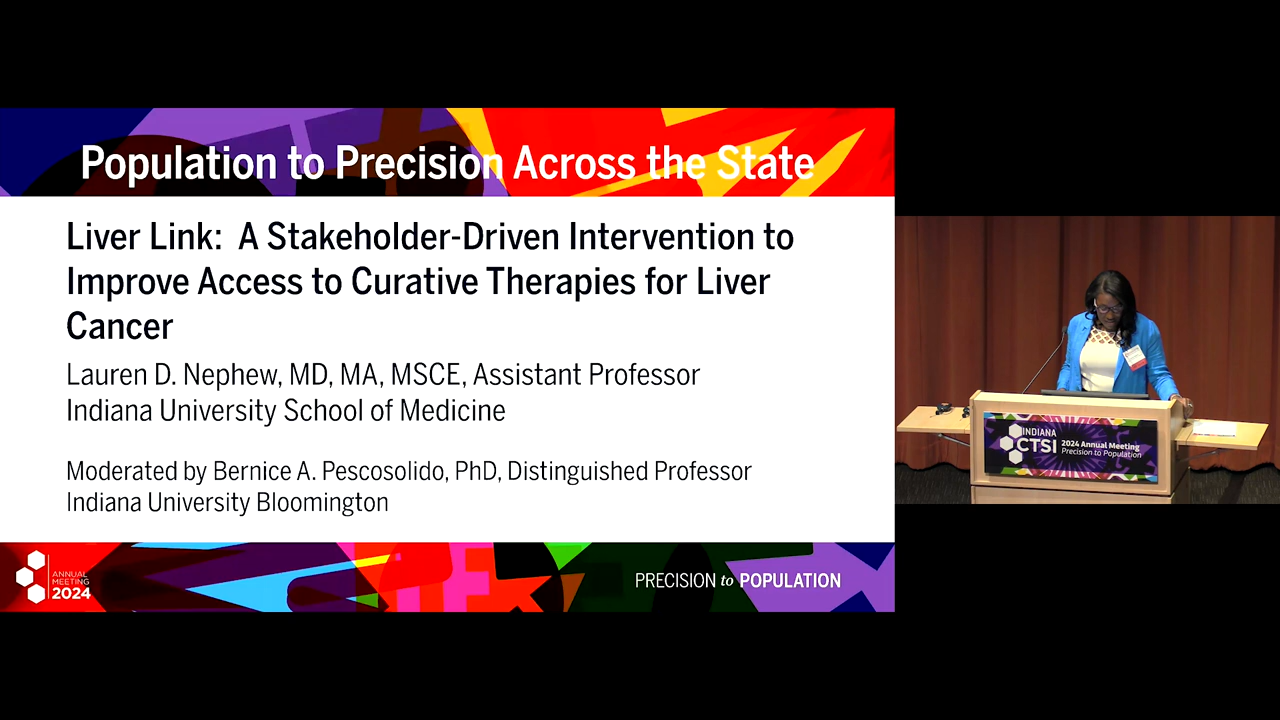 Population to Precision Across the State
Liver Link: A Stakeholder-Driven Intervention to
Improve Access to Curative Therapies for Liver
Cancer
Lauren D. Nephew, MD, MA, MSCE, Assistant Professor
Indiana University School of Medicine
Moderated by Bernice A. Pescosolido, PhD, Distinguished Professor
Indiana University Bloomington
ANNUAL
MEETING
2024
PRECISION to POPULATION
INDIANA
CTSI
2024 Annual Meeting
Precision to Population